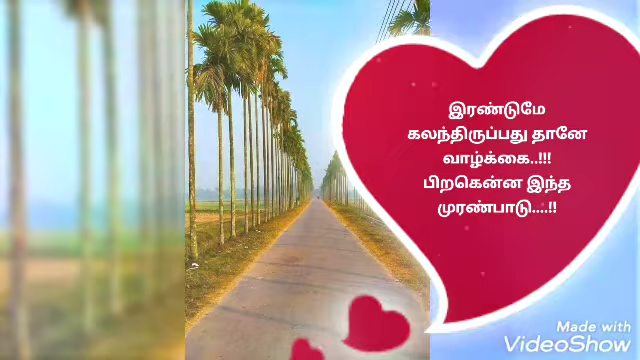 இரண்டுமே
கலந்திருப்பது தானே
வாழ்க்கை..!!!
பிறகென்ன இந்த
முரண்பாடு....!!
Made with
VideoShow